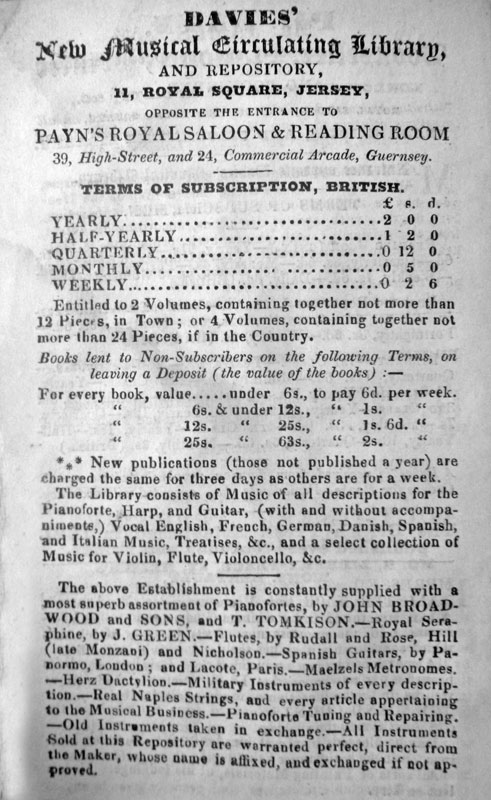 DAVIES'
New Musical Circulating Library,
AND REPOSITORY,
11, ROYAL SQUARE, JERSEY,
OPPOSITE THE ENTRANCE TO
PAYN'S ROYAL SALOON & READING ROOM
39, High-Street, and 24, Commercial Arcade, Guernsey.
TERMS OF SUBSCRIPTION, BRITISH.
£ s. d.
YEARLY.................................2 0 0
HALF-YEARLY..........................1 2 0
QUARTERLY............................0 12 0
MONTHLY............... ...............0 5 0
WEEKLY................................0 2 6
Entitled to 2 Volumes, containing together not more than
12 Pieces, in Town; or 4 Volumes, containing together not
more than 24 Pieces, if in the Country.
Books lent to Non-Subscribers on the following Terms, on
leaving a Deposit (the value of the books) :—
For every book, value.....under 6s., to pay 6d. per week.
“ 6s. & under 12s., “ 1s. “
“ 12s. “ 25s., “ 1s. 6d. “
“ 25s. “ 63s., “ 2s. “
*** New publications (those not published a year) are
charged the same for three days as others are for a week.
The Library consists of Music of all descriptions for the
Pianoforte, Harp, and Guitar, (with and without accompa-
niments,) Vocal English, French, German, Danish, Spanish,
and Italian Music, Treatises, &c., and a select collection of
Music for Violin, Flute, Violoncello, &c.
The above Establishment is constantly supplied with a
most superb assortment of Pianofortes, by JOHN BROAD-
WOOD and SONS, and T. TOMKISON.—Royal Sera-
phine, by J. GREEN.—Flutes, by Rudall and Rose, Hill
(late Monzani) and Nicholson.—Spanish Guitars, by Pa-
normo, London; and Lacote, Paris.—Maelzels Metronomes.
—Herz Dactylion.—Military Instruments of every descrip-
tion.—Real Naples Strings, and every article appertaining
to the Musical Business.—Pianoforte Tuning and Repairing.
—Old Instruments taken in exchange.—All Instruments
Sold at this Repository are warranted perfect, direct from
the Maker, whose name is affixed, and exchanged if not ap-
proved.